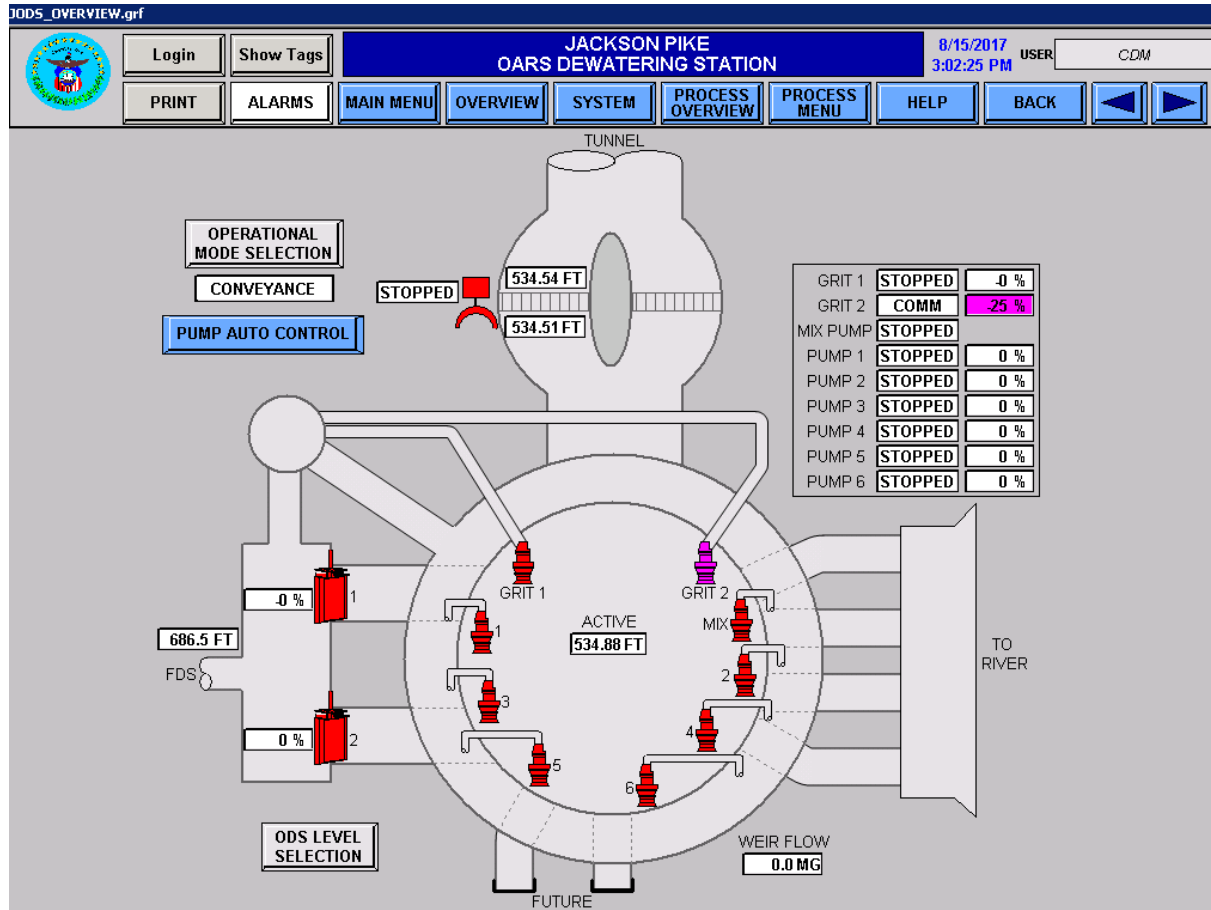 JODS_OVERVIEW.grf
Login
Show Tags
JACKSON PIKE
OARS DEWATERING STATION
8/15/2017
3:02:25 PM
USER
CDM
PRINT
ALARMS
MAIN MENU
OVERVIEW
SYSTEM
PROCESS
OVERVIEW
PROCESS
MENU
HELP
BACK
TUNNEL
OPERATIONAL
MODE SELECTION
CONVEYANCE
PUMP AUTO CONTROL
STOPPED
534.54 FT
534.51 FT
GRIT 1 STOPPED -0 %
GRIT 2 COMM -25 %
MIX PUMP STOPPED
PUMP 1 STOPPED 0 %
PUMP 2 STOPPED 0 %
PUMP 3 STOPPED 0 %
PUMP 4 STOPPED 0 %
PUMP 5 STOPPED 0 %
PUMP 6 STOPPED 0 %
GRIT 1
GRIT 2
-0 %
1
1
ACTIVE
534.88 FT
MIX
686.5 FT
FDS
TO
RIVER
2
3
4
0 %
2
5
6
ODS LEVEL
SELECTION
WEIR FLOW
0.0 MG
FUTURE